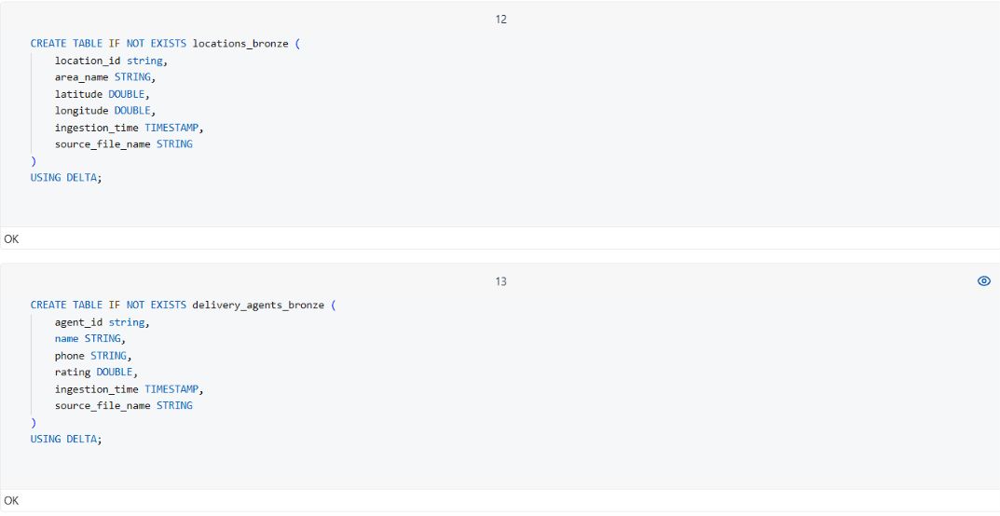 12
CREATE TABLE IF NOT EXISTS locations_bronze (
location_id string,
area_name STRING,
latitude DOUBLE,
longitude DOUBLE,
ingestion_time TIMESTAMP,
source_file_name STRING
)
USING DELTA;
OK
13
CREATE TABLE IF NOT EXISTS delivery_agents_bronze (
agent_id string,
name STRING,
phone STRING,
rating DOUBLE,
ingestion_time TIMESTAMP,
source_file_name STRING
)
USING DELTA;
OK